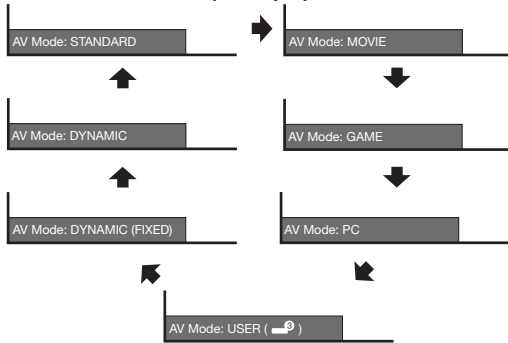 AV Mode: STANDARD
AV Mode: MOVIE
AV Mode: DYNAMIC
AV Mode: GAME
AV Mode: DYNAMIC (FIXED)
AV Mode: PC
AV Mode: USER ( 3 )